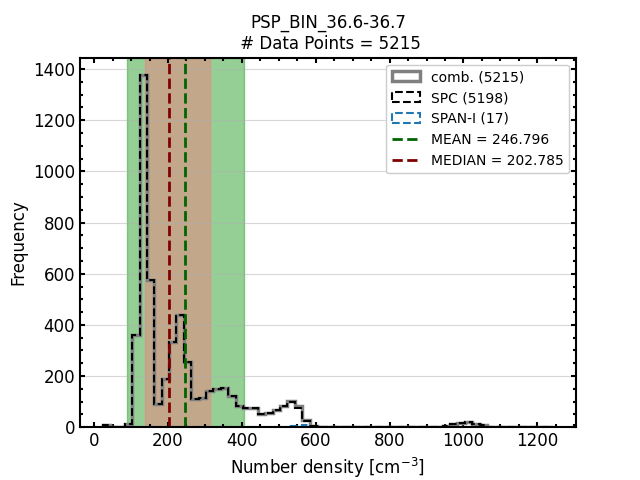 PSP_BIN_36.6-36.7
# Data Points = 5215
comb. (5215)
SPC (5198)
SPAN-I (17)
MEAN = 246.796
MEDIAN = 202.785
Frequency
1400
1200
1000
800
600
400
200
0
0 200 400 600 800 1000 1200
Number density [cm⁻³]